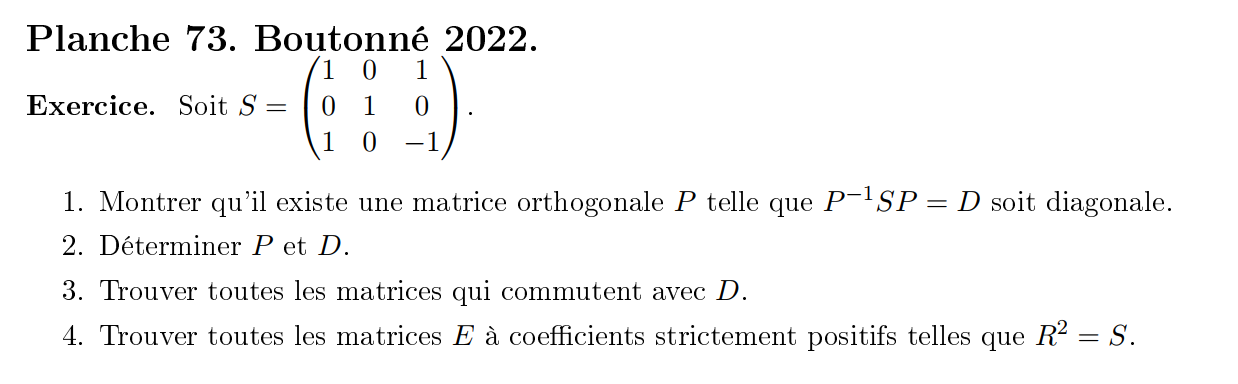 Planche 73. Boutonné 2022.
Exercice. Soit $S = \begin{pmatrix} 1 & 0 & 1 \\ 0 & 1 & 0 \\ 1 & 0 & -1 \end{pmatrix}$.
1. Montrer qu'il existe une matrice orthogonale $P$ telle que $P^{-1}SP = D$ soit diagonale.
2. Déterminer $P$ et $D$.
3. Trouver toutes les matrices qui commutent avec $D$.
4. Trouver toutes les matrices $E$ à coefficients strictement positifs telles que $R^2 = S$.